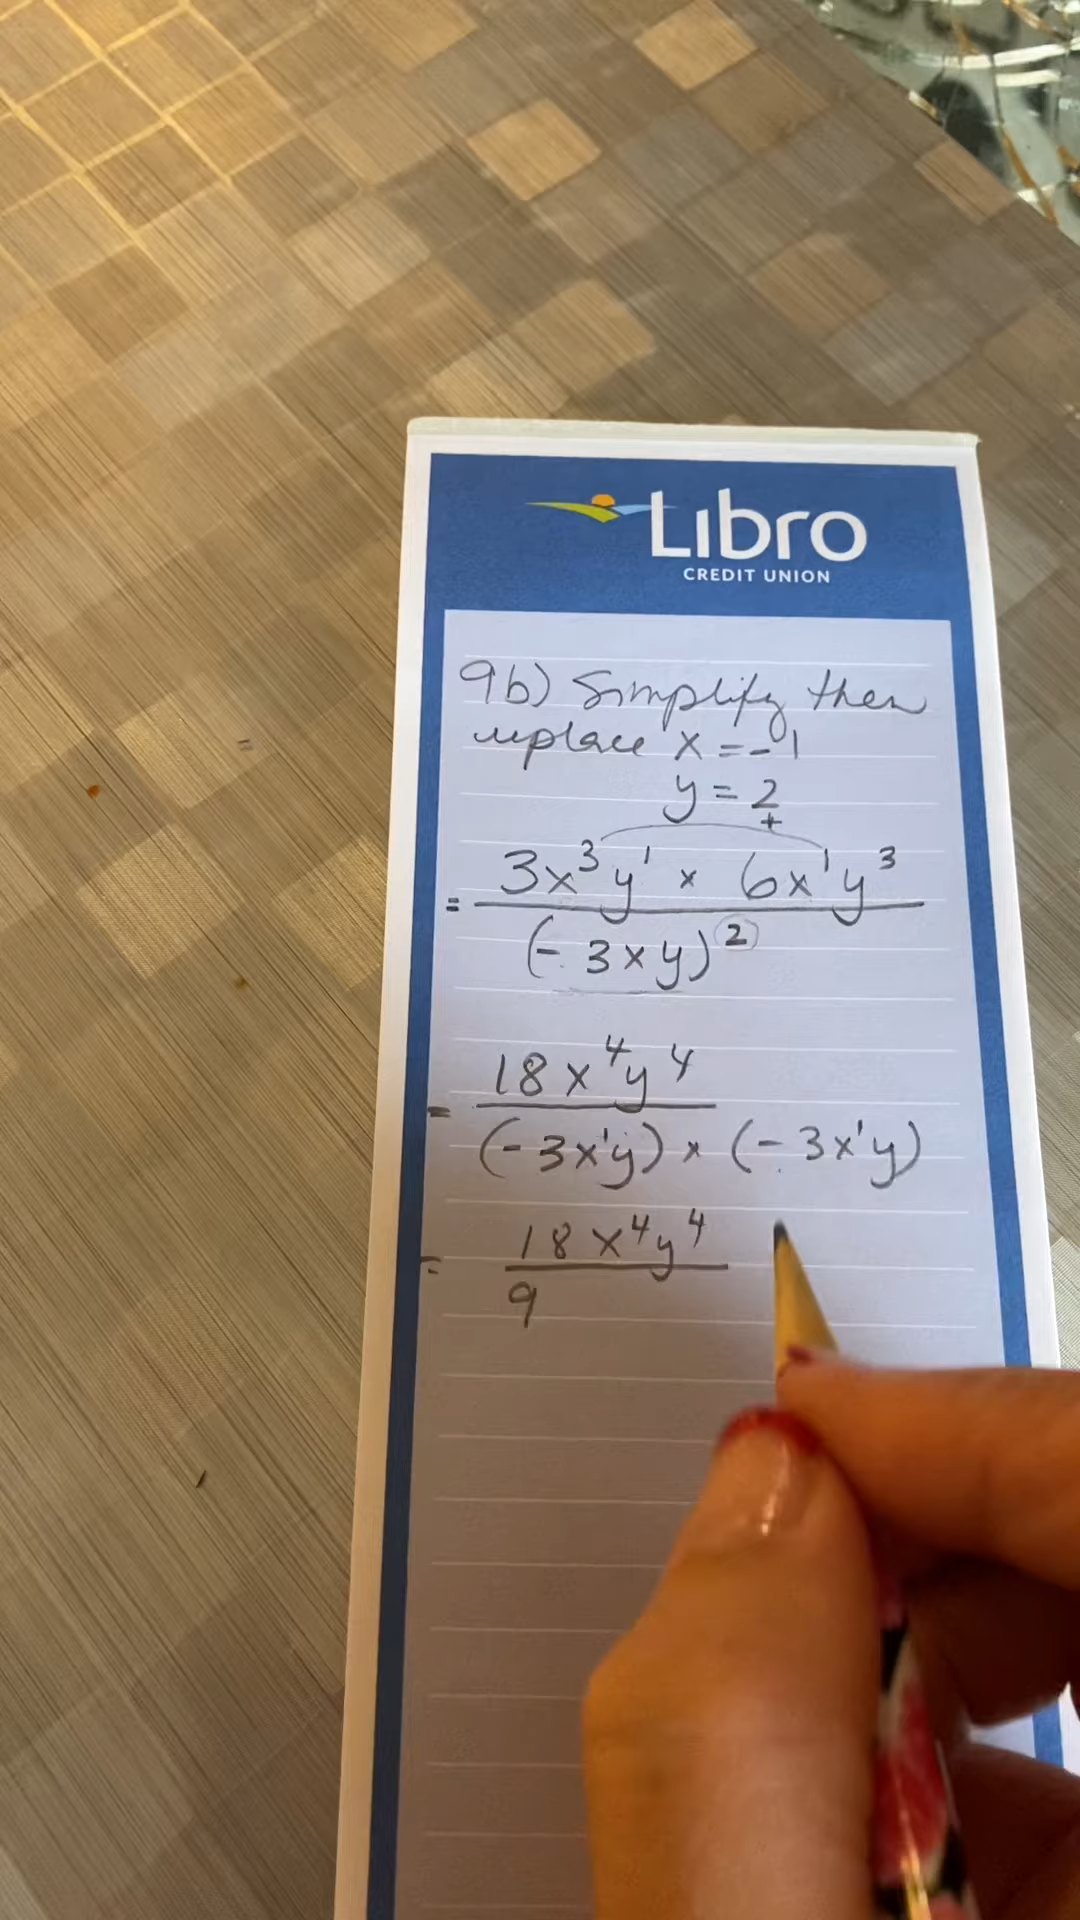 Libro
CREDIT UNION
9b) Simplify then
replace x = -1
y = 2
+
= 3x³y¹ × 6x¹y³
(-3xy)²
= 18x⁴y⁴
(-3x¹y) × (-3x¹y)
= 18x⁴y⁴
9